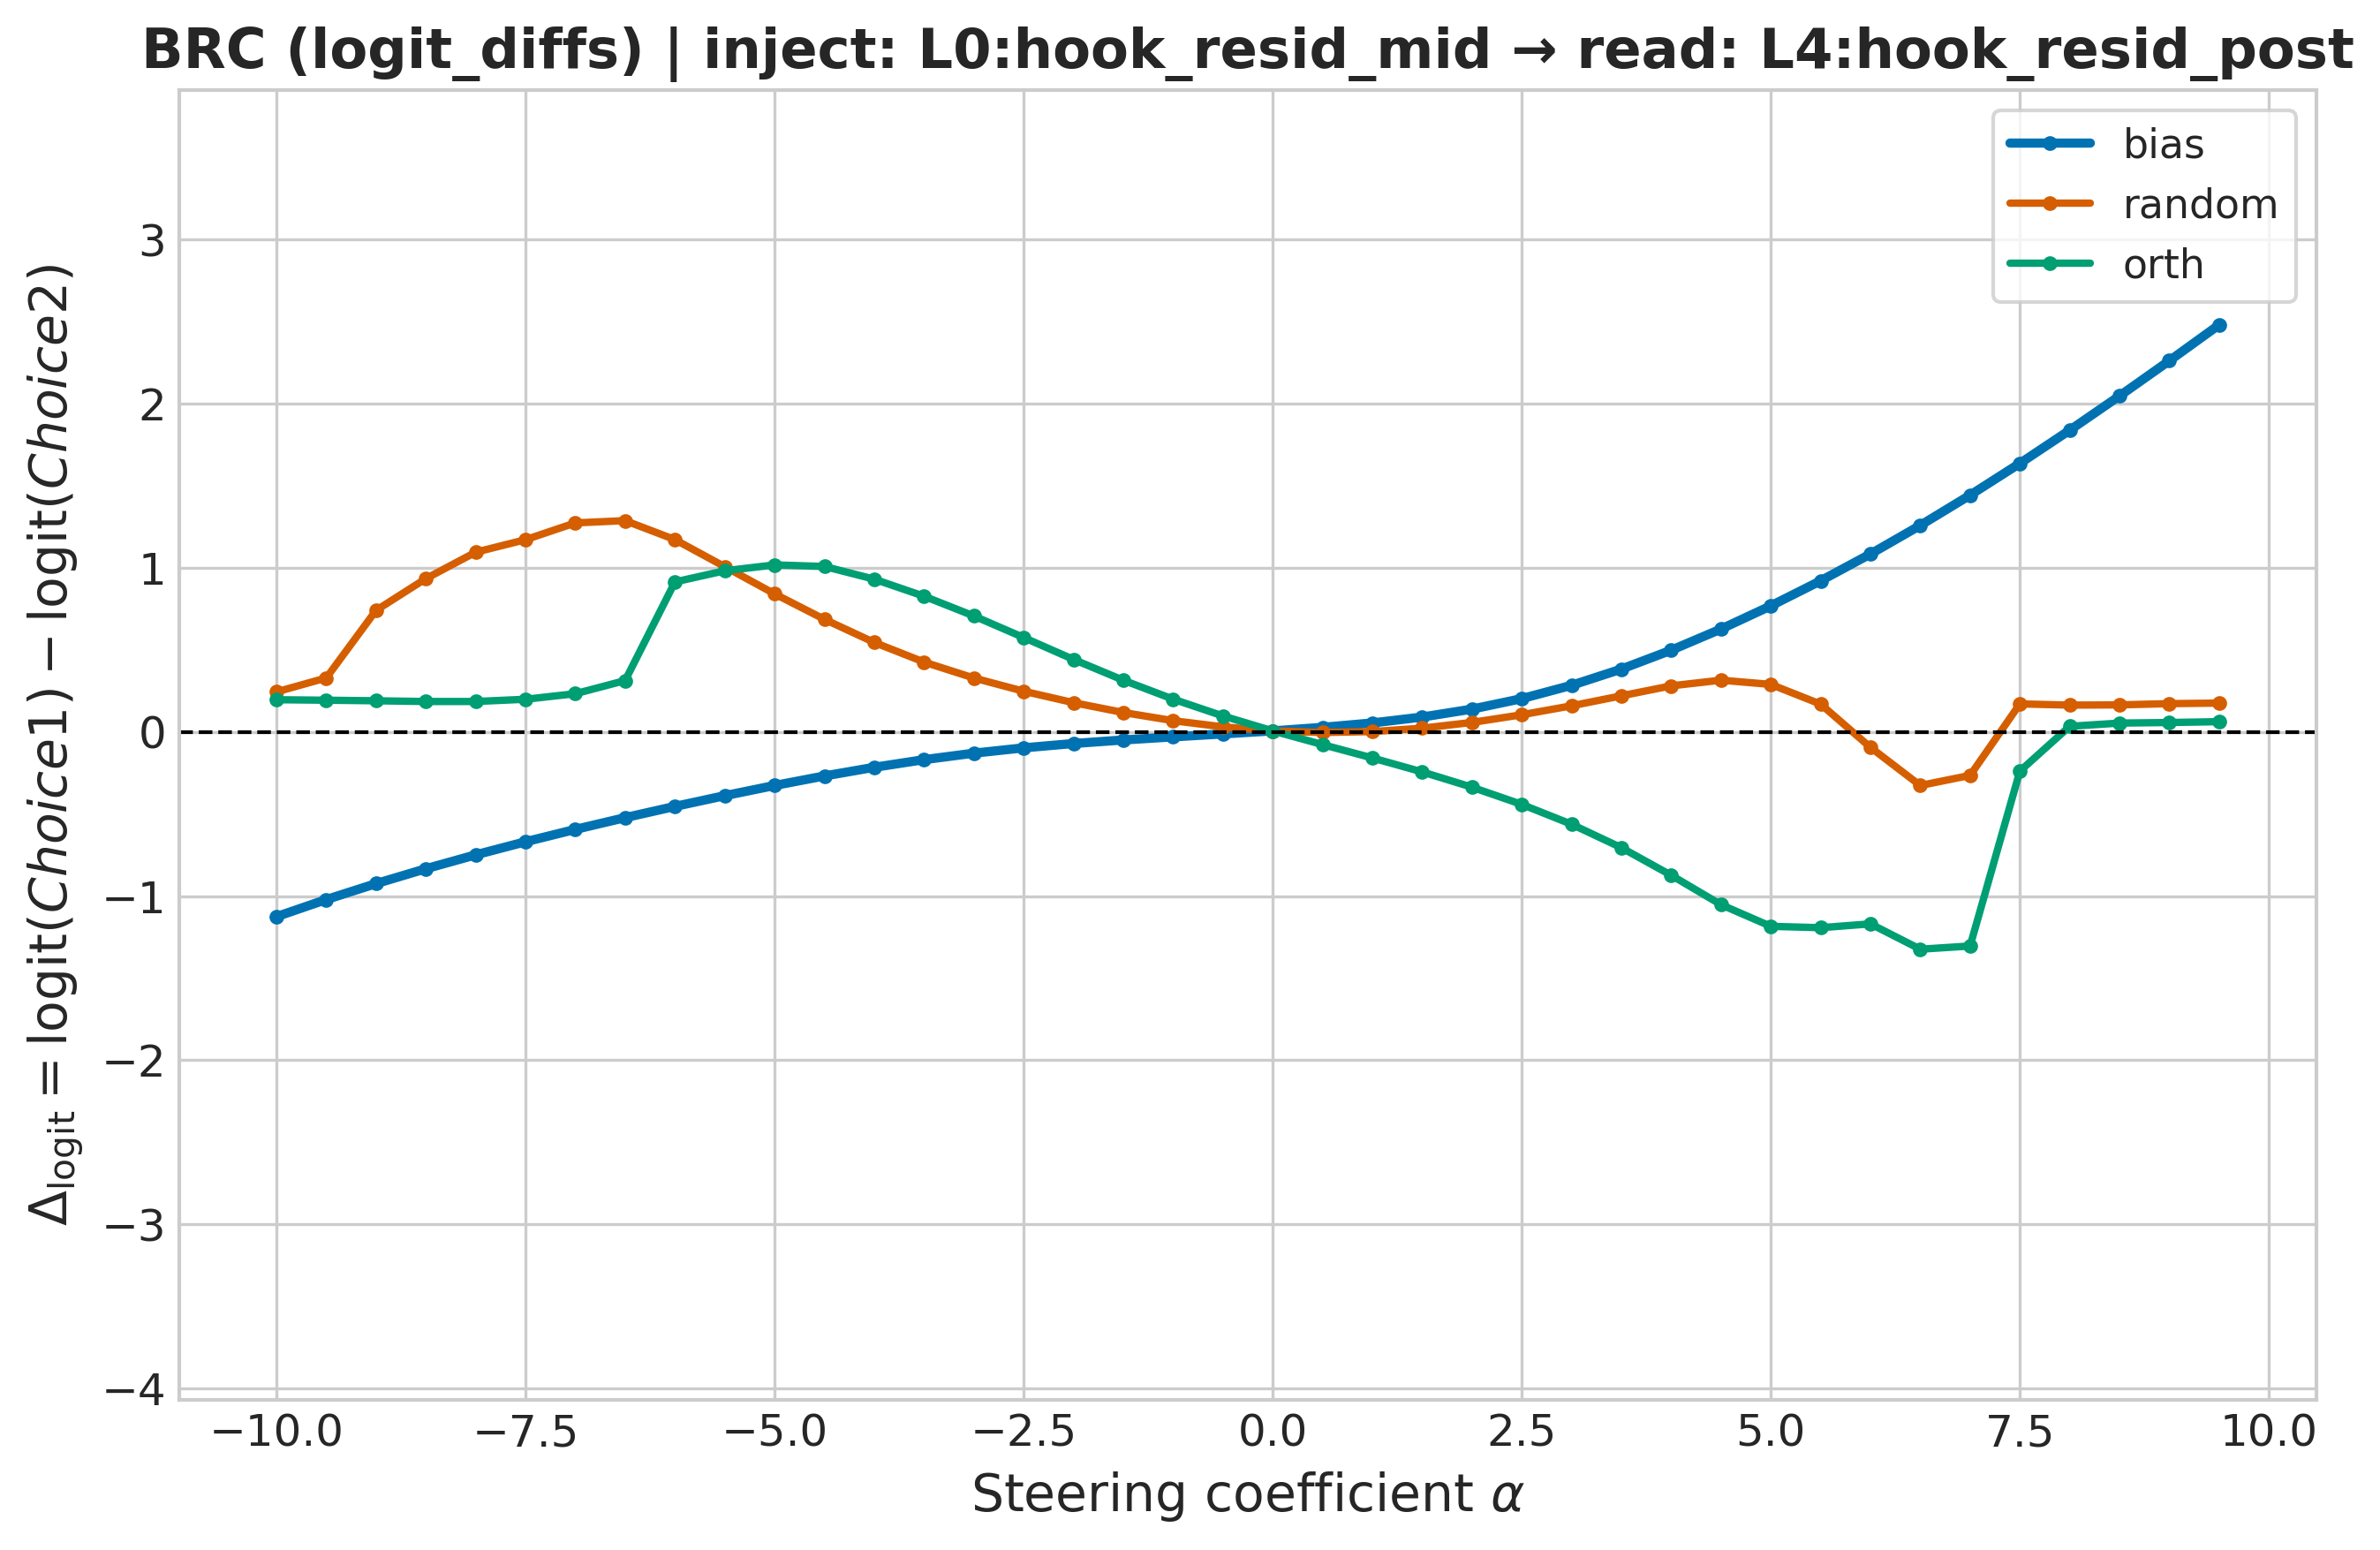 BRC (logit_diffs) | inject: L0:hook_resid_mid → read: L4:hook_resid_post
Δlogit = logit(Choice1) − logit(Choice2)
3
2
1
0
−1
−2
−3
−4
bias
random
orth
−10.0 −7.5 −5.0 −2.5 0.0 2.5 5.0 7.5 10.0
Steering coefficient α